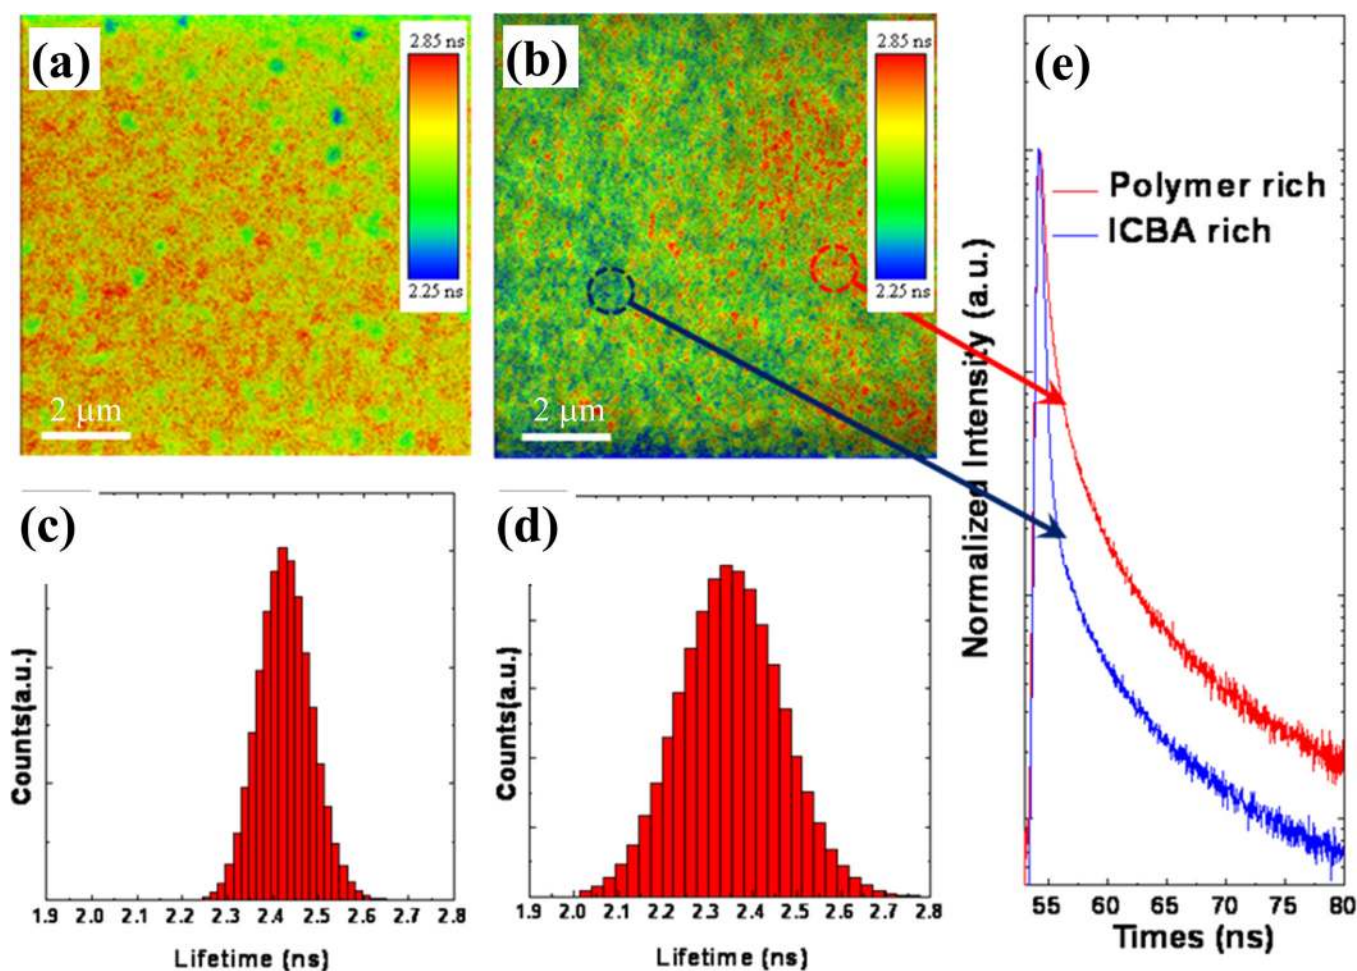 (a)
2.85 ns
2.25 ns
2 μm
(b)
2.85 ns
2.25 ns
2 μm
(e)
Polymer rich
ICBA rich
Normalized Intensity (a.u.)
55 60 65 70 75 80
Times (ns)
(c)
Counts(a.u.)
1.9 2.0 2.1 2.2 2.3 2.4 2.5 2.6 2.7 2.8
Lifetime (ns)
(d)
Counts(a.u.)
1.9 2.0 2.1 2.2 2.3 2.4 2.5 2.6 2.7 2.8
Lifetime (ns)